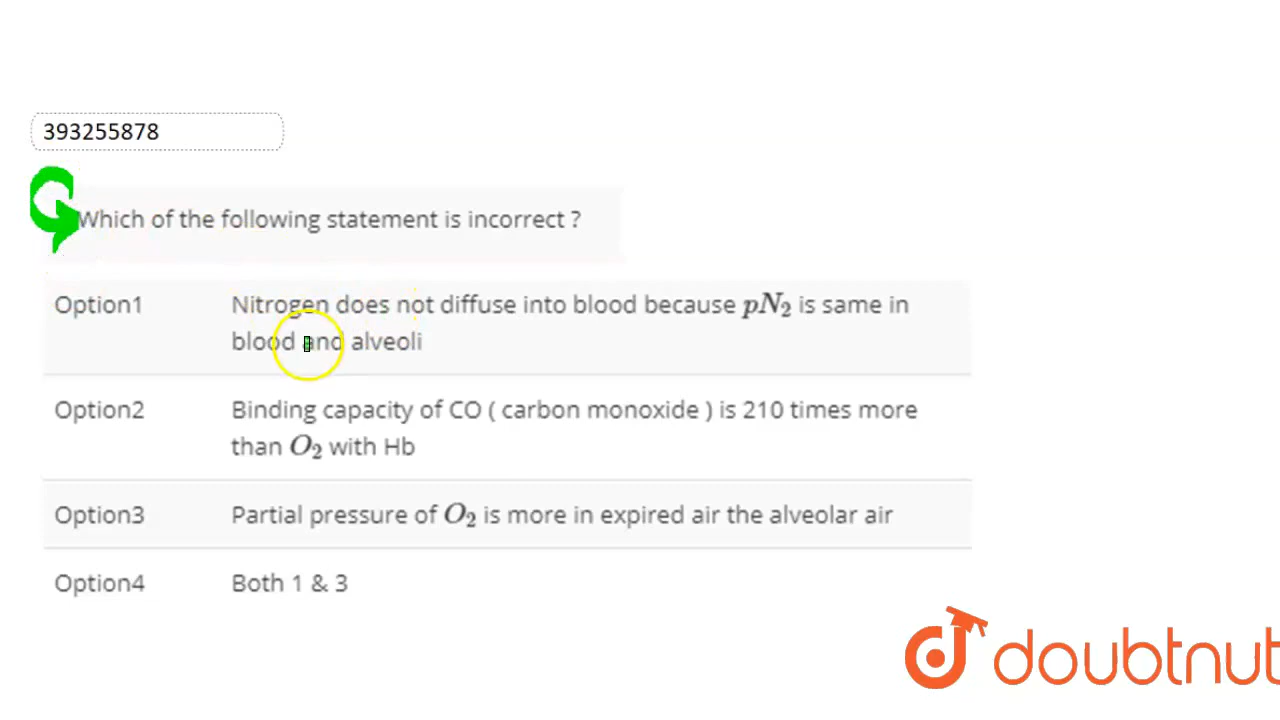 393255878
Which of the following statement is incorrect ?
Option1 Nitrogen does not diffuse into blood because pN₂ is same in
blood and alveoli
Option2 Binding capacity of CO ( carbon monoxide ) is 210 times more
than O₂ with Hb
Option3 Partial pressure of O₂ is more in expired air the alveolar air
Option4 Both 1 & 3
doubtnut